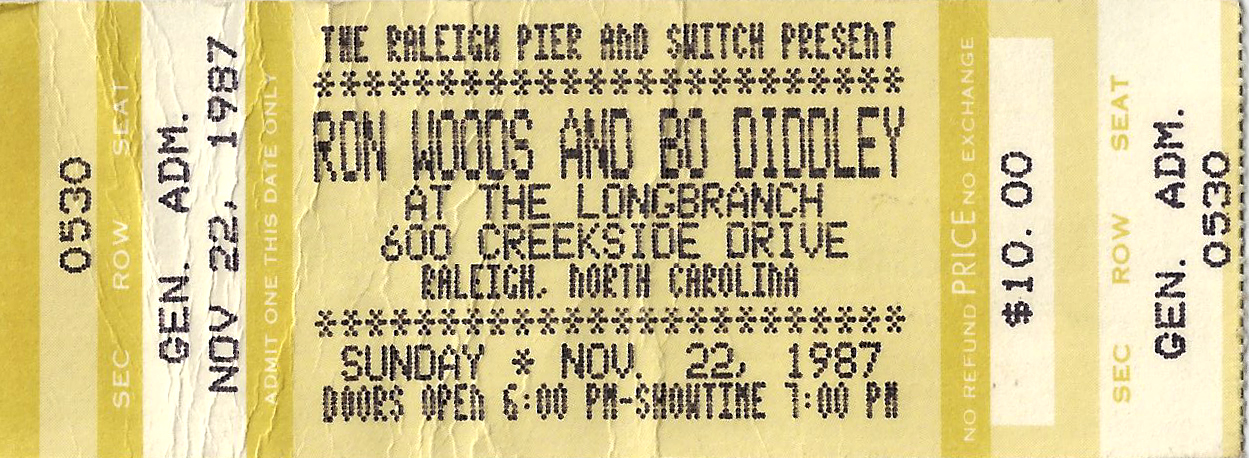 0530
SEC ROW SEAT
GEN. ADM.
NOV 22, 1987
ADMIT ONE THIS DATE ONLY
THE RALEIGH PIER AND SWITCH PRESENT
*************************
RON WOODS AND BO DIDDLEY
AT THE LONGBRANCH
600 CREEKSIDE DRIVE
RALEIGH, NORTH CAROLINA
*************************
SUNDAY * NOV. 22, 1987
DOORS OPEN 6:00 PM-SHOWTIME 7:00 PM
NO REFUND PRICE NO EXCHANGE
$10.00
SEC ROW SEAT
GEN. ADM.
0530